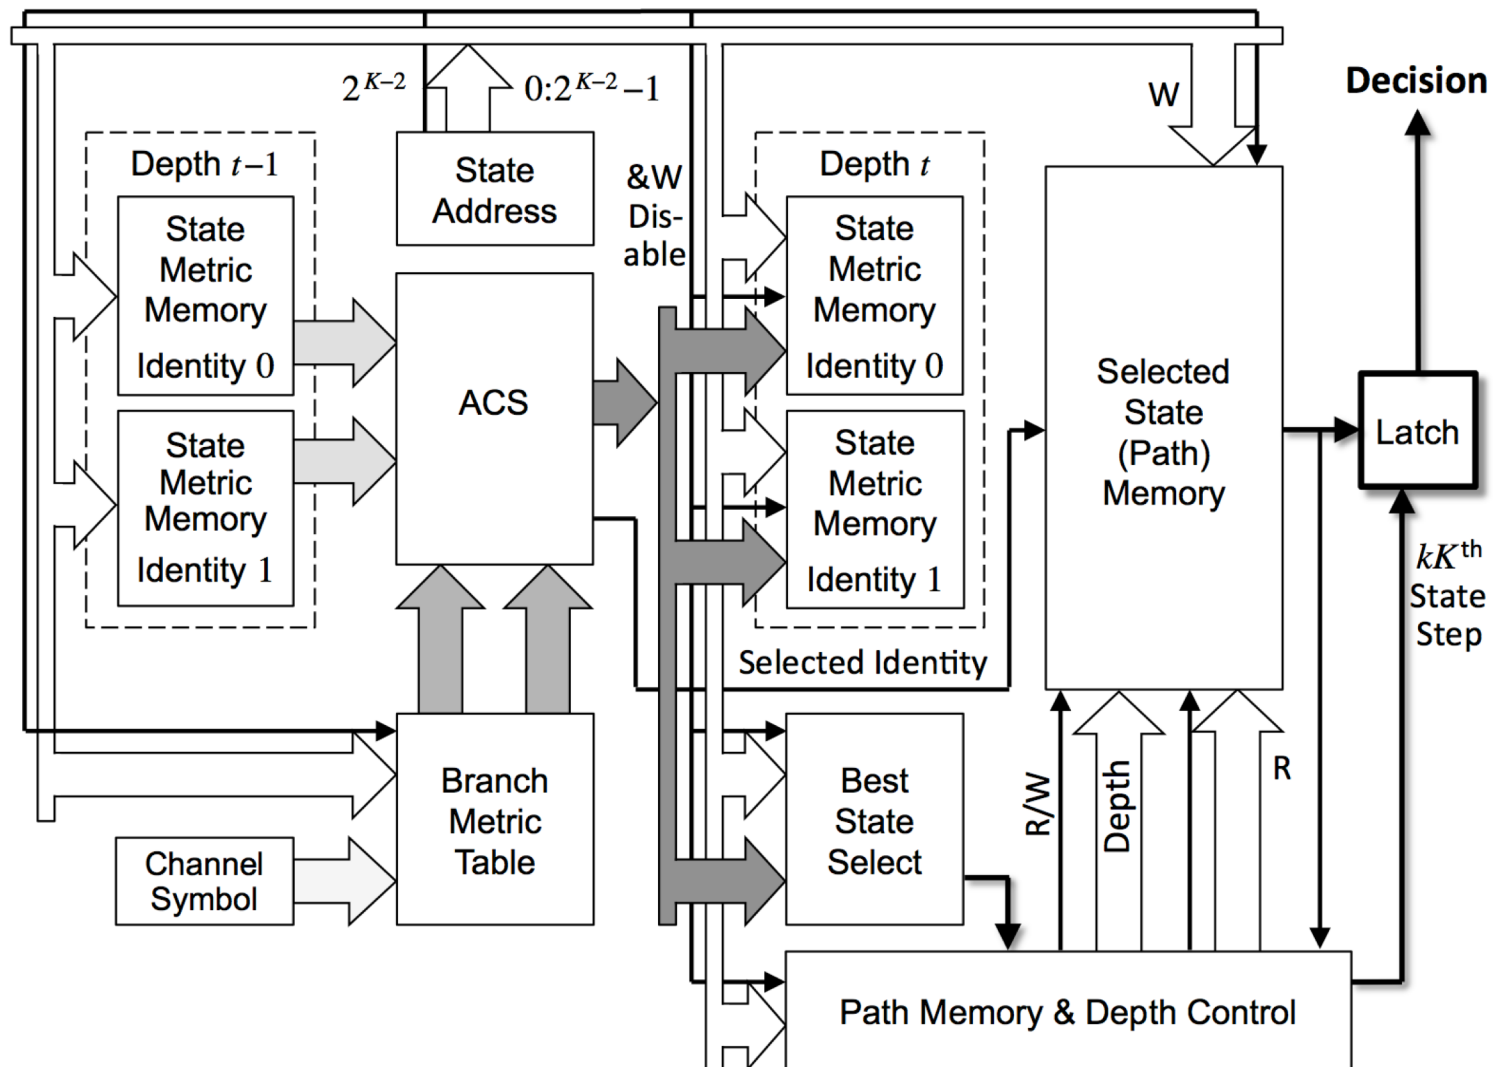 2^{K–2}
0:2^{K–2}–1
W
Decision
Depth t–1
State
Metric
Memory
Identity 0
State
Metric
Memory
Identity 1
State
Address
ACS
&W
Dis-
able
Depth t
State
Metric
Memory
Identity 0
State
Metric
Memory
Identity 1
Selected
State
(Path)
Memory
Latch
kK^{th}
State
Step
Selected Identity
Channel
Symbol
Branch
Metric
Table
Best
State
Select
R/W
Depth
R
Path Memory & Depth Control